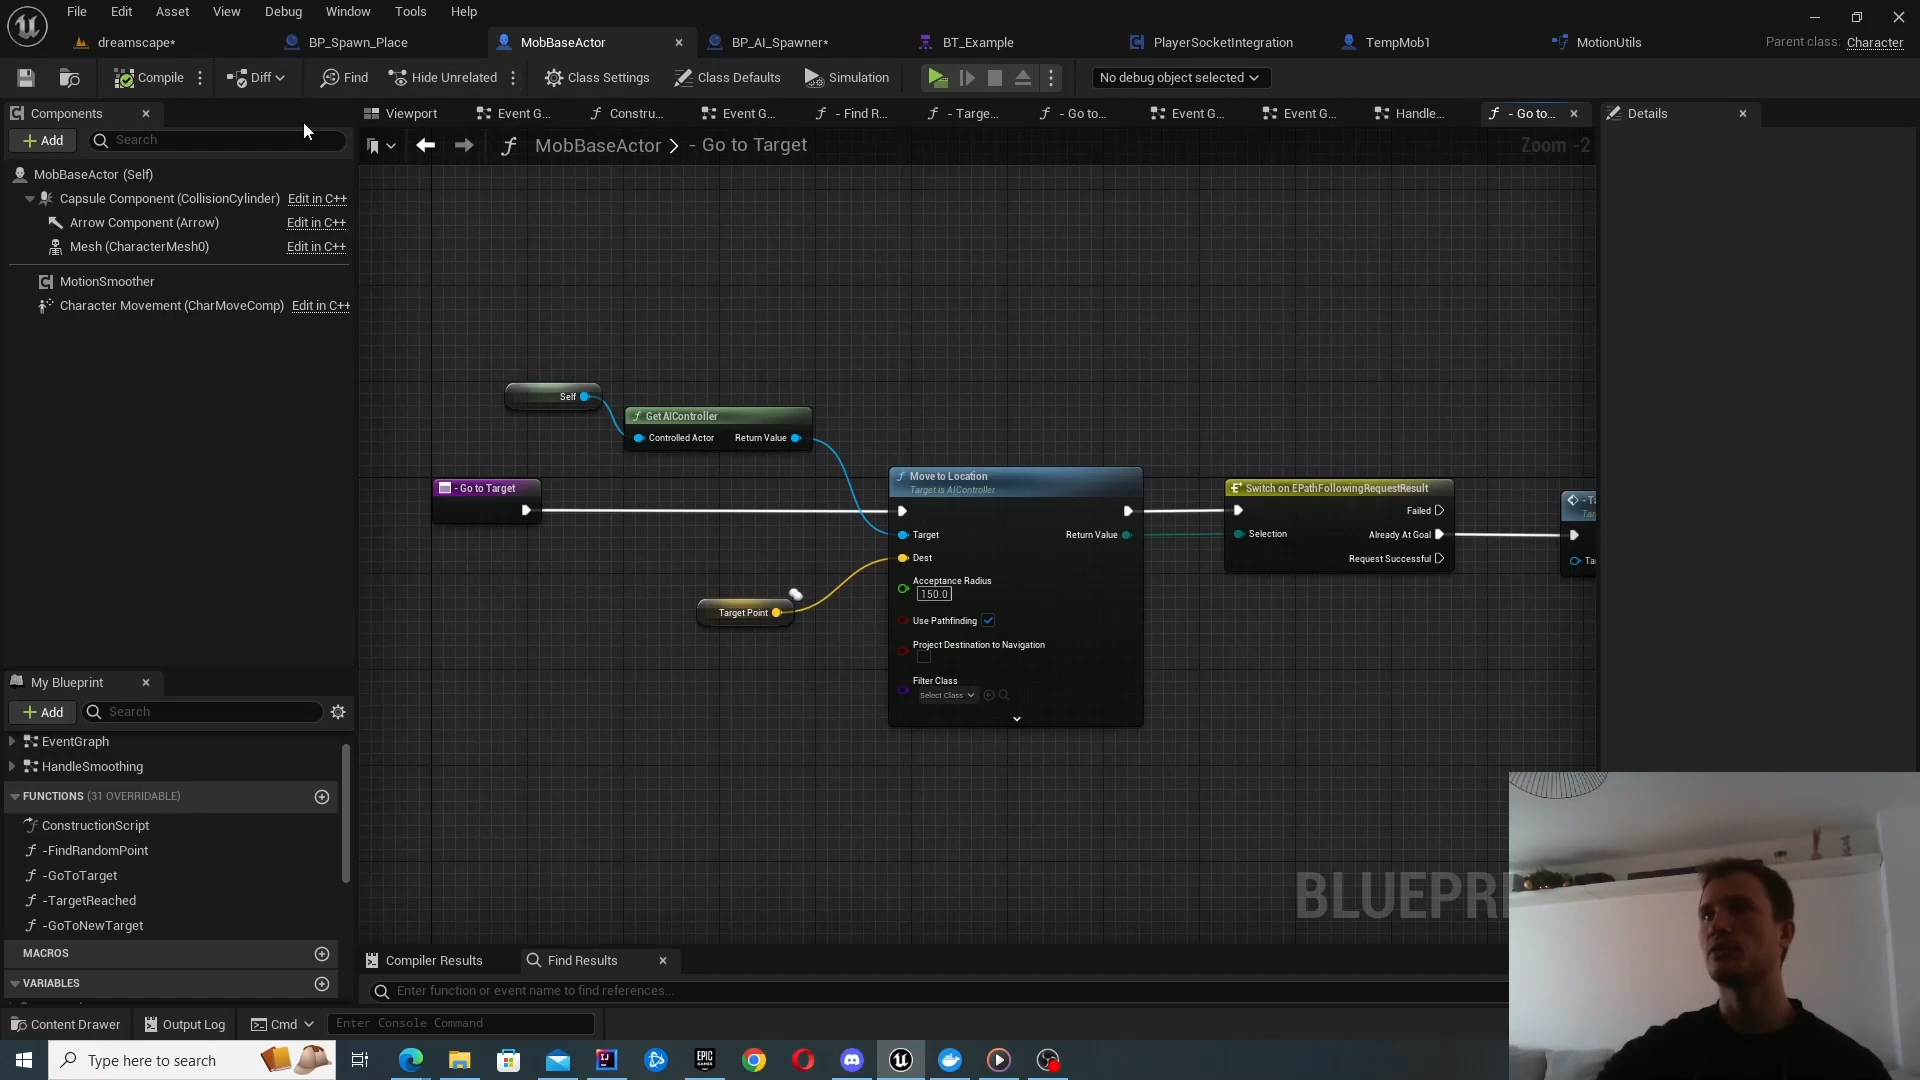 File Edit Asset View Debug Window Tools Help
dreamscape* BP_Spawn_Place MobBaseActor BP_AI_Spawner* BT_Example PlayerSocketIntegration TempMob1 MotionUtils Parent class: Character
Compile Diff Find Hide Unrelated Class Settings Class Defaults Simulation No debug object selected
Components Viewport Event G... Constru... Event G... - Find R... - Targe... - Go to... Event G... Event G... Handle... - Go to... Details
Add Search
MobBaseActor > - Go to Target Zoom -2
MobBaseActor (Self)
Capsule Component (CollisionCylinder) Edit in C++
Arrow Component (Arrow) Edit in C++
Mesh (CharacterMesh0) Edit in C++
MotionSmoother
Character Movement (CharMoveComp) Edit in C++
Self
Get AIController
Controlled Actor Return Value
- Go to Target
Move to Location
Target is AIController
Target Return Value
Dest
Acceptance Radius
150.0
Use Pathfinding
Project Destination to Navigation
Filter Class
Select Class
Target Point
Switch on EPathFollowingRequestResult
Failed
Selection Already At Goal
Request Successful
- Ta
Tar
Ta
BLUEPRI
My Blueprint
Add Search
EventGraph
HandleSmoothing
FUNCTIONS (31 OVERRIDABLE)
ConstructionScript
-FindRandomPoint
-GoToTarget
-TargetReached
-GoToNewTarget
MACROS
VARIABLES
Compiler Results Find Results
Enter function or event name to find references...
Content Drawer Output Log Cmd Enter Console Command
Type here to search